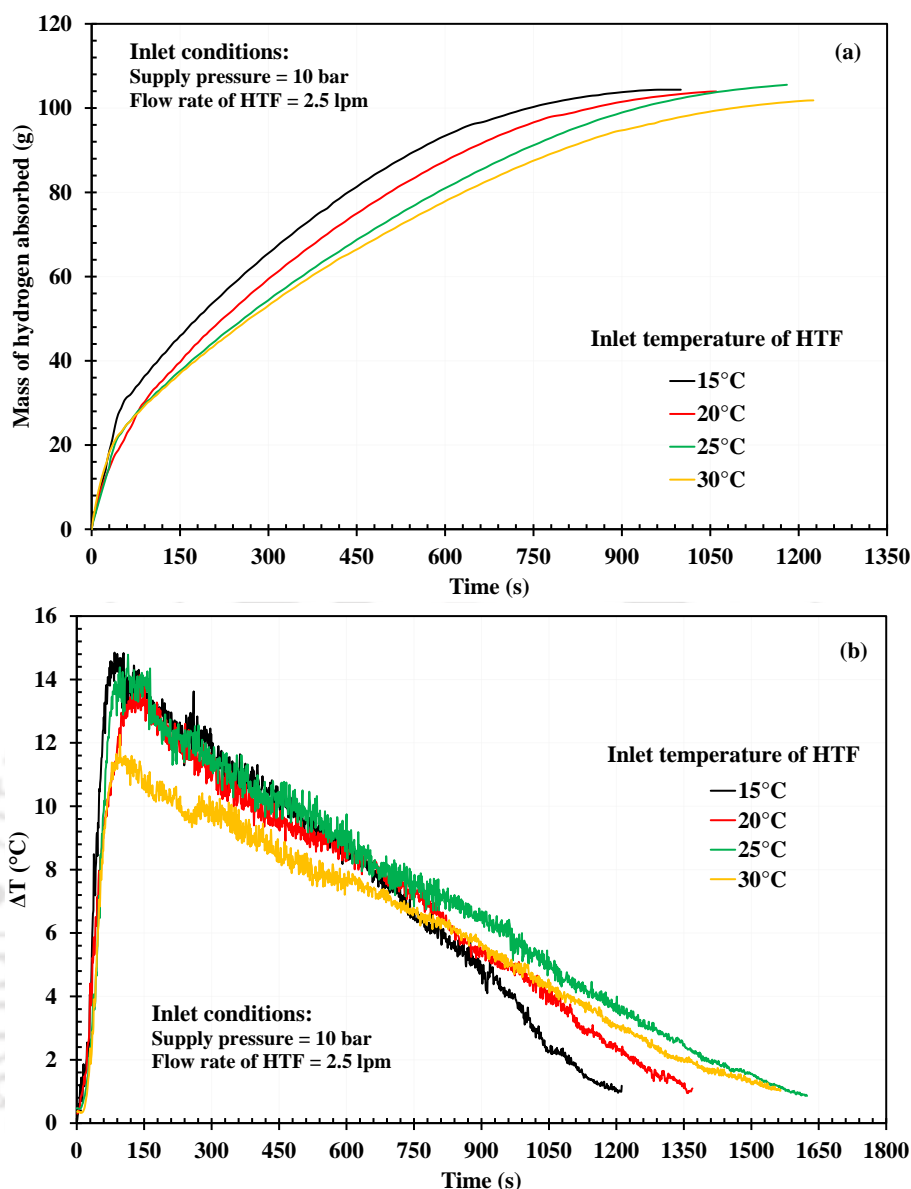 120
100
80
60
40
20
0
Mass of hydrogen absorbed (g)
Inlet conditions:
Supply pressure = 10 bar
Flow rate of HTF = 2.5 lpm
(a)
Inlet temperature of HTF
15°C
20°C
25°C
30°C
0 150 300 450 600 750 900 1050 1200 1350
Time (s)
16
14
12
10
8
6
4
2
0
ΔT (°C)
(b)
Inlet temperature of HTF
15°C
20°C
25°C
30°C
Inlet conditions:
Supply pressure = 10 bar
Flow rate of HTF = 2.5 lpm
0 150 300 450 600 750 900 1050 1200 1350 1500 1650 1800
Time (s)